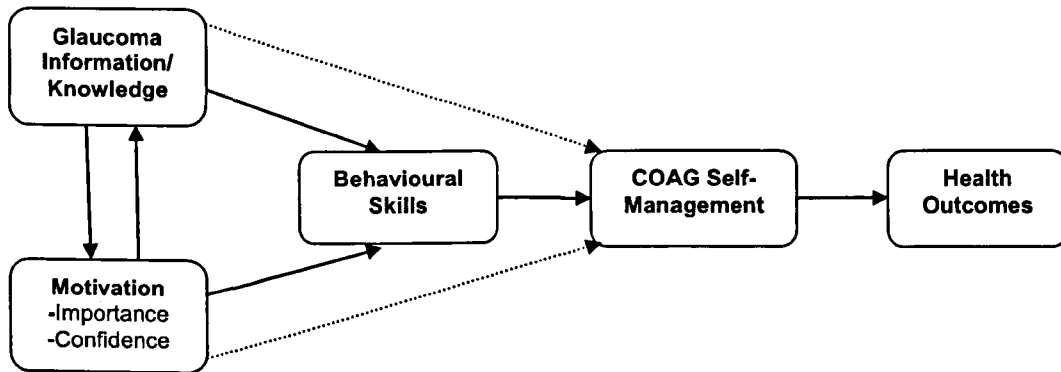 Glaucoma
Information/
Knowledge
Behavioural
Skills
COAG Self-
Management
Health
Outcomes
Motivation
-Importance
-Confidence